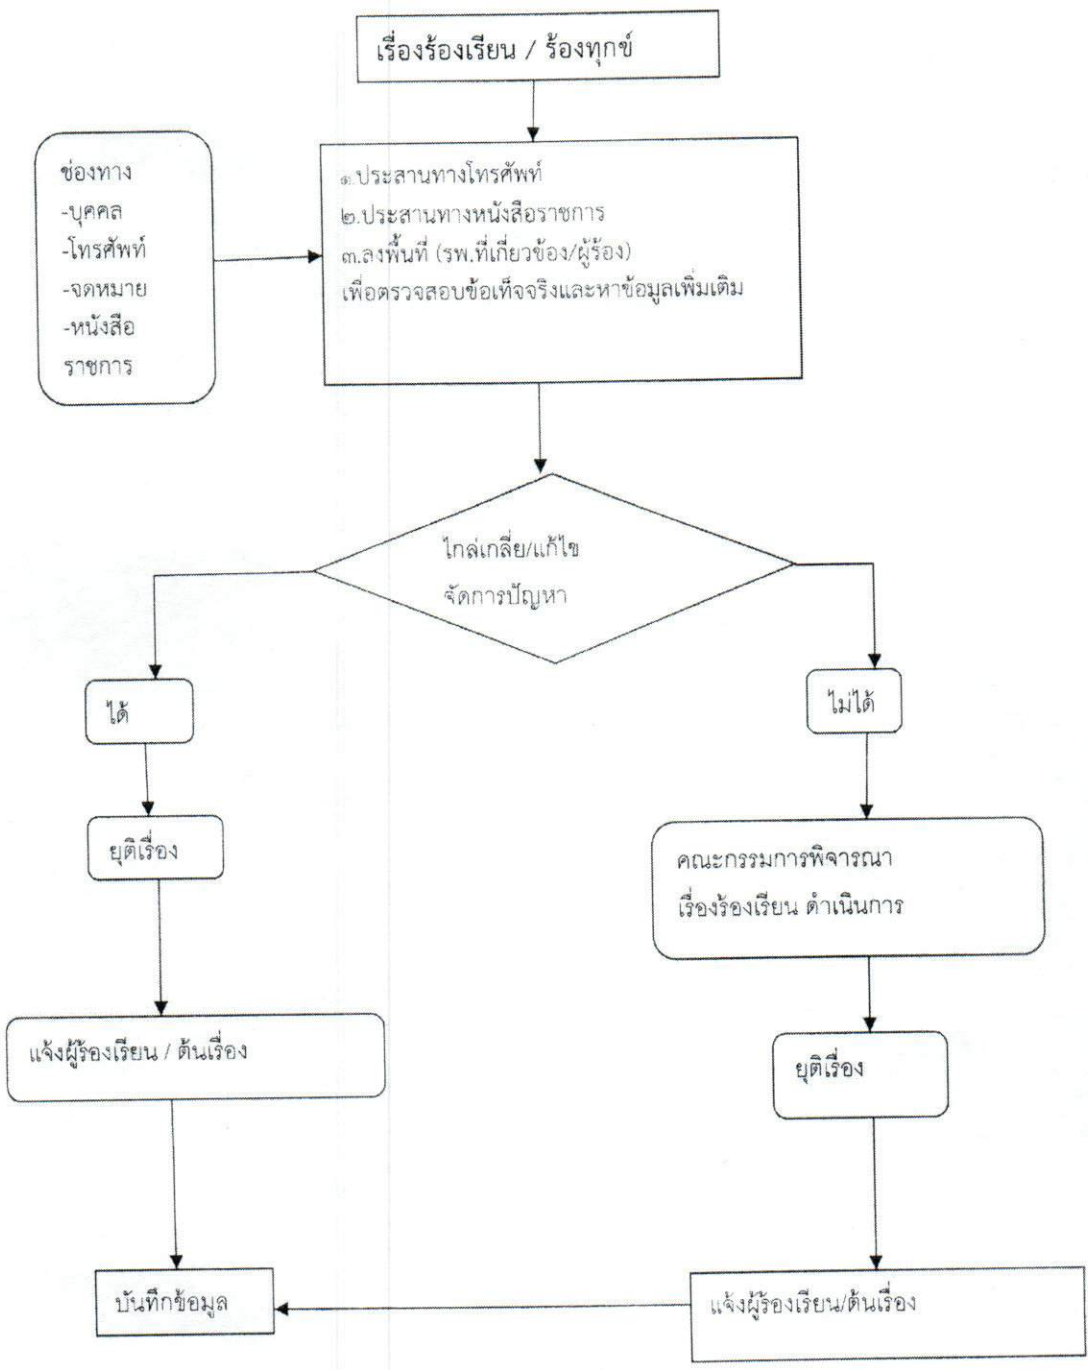 เรื่องร้องเรียน / ร้องทุกข์
ช่องทาง
-บุคคล
-โทรศัพท์
-จดหมาย
-หนังสือ
ราชการ
๑.ประสานทางโทรศัพท์
๒.ประสานทางหนังสือราชการ
๓.ลงพื้นที่ (รพ.ที่เกี่ยวข้อง/ผู้ร้อง)
เพื่อตรวจสอบข้อเท็จจริงและหาข้อมูลเพิ่มเติม
ไกล่เกลี่ย/แก้ไข
จัดการปัญหา
ได้
ไม่ได้
ยุติเรื่อง
คณะกรรมการพิจารณา
เรื่องร้องเรียน ดำเนินการ
แจ้งผู้ร้องเรียน / ต้นเรื่อง
ยุติเรื่อง
บันทึกข้อมูล
แจ้งผู้ร้องเรียน/ต้นเรื่อง